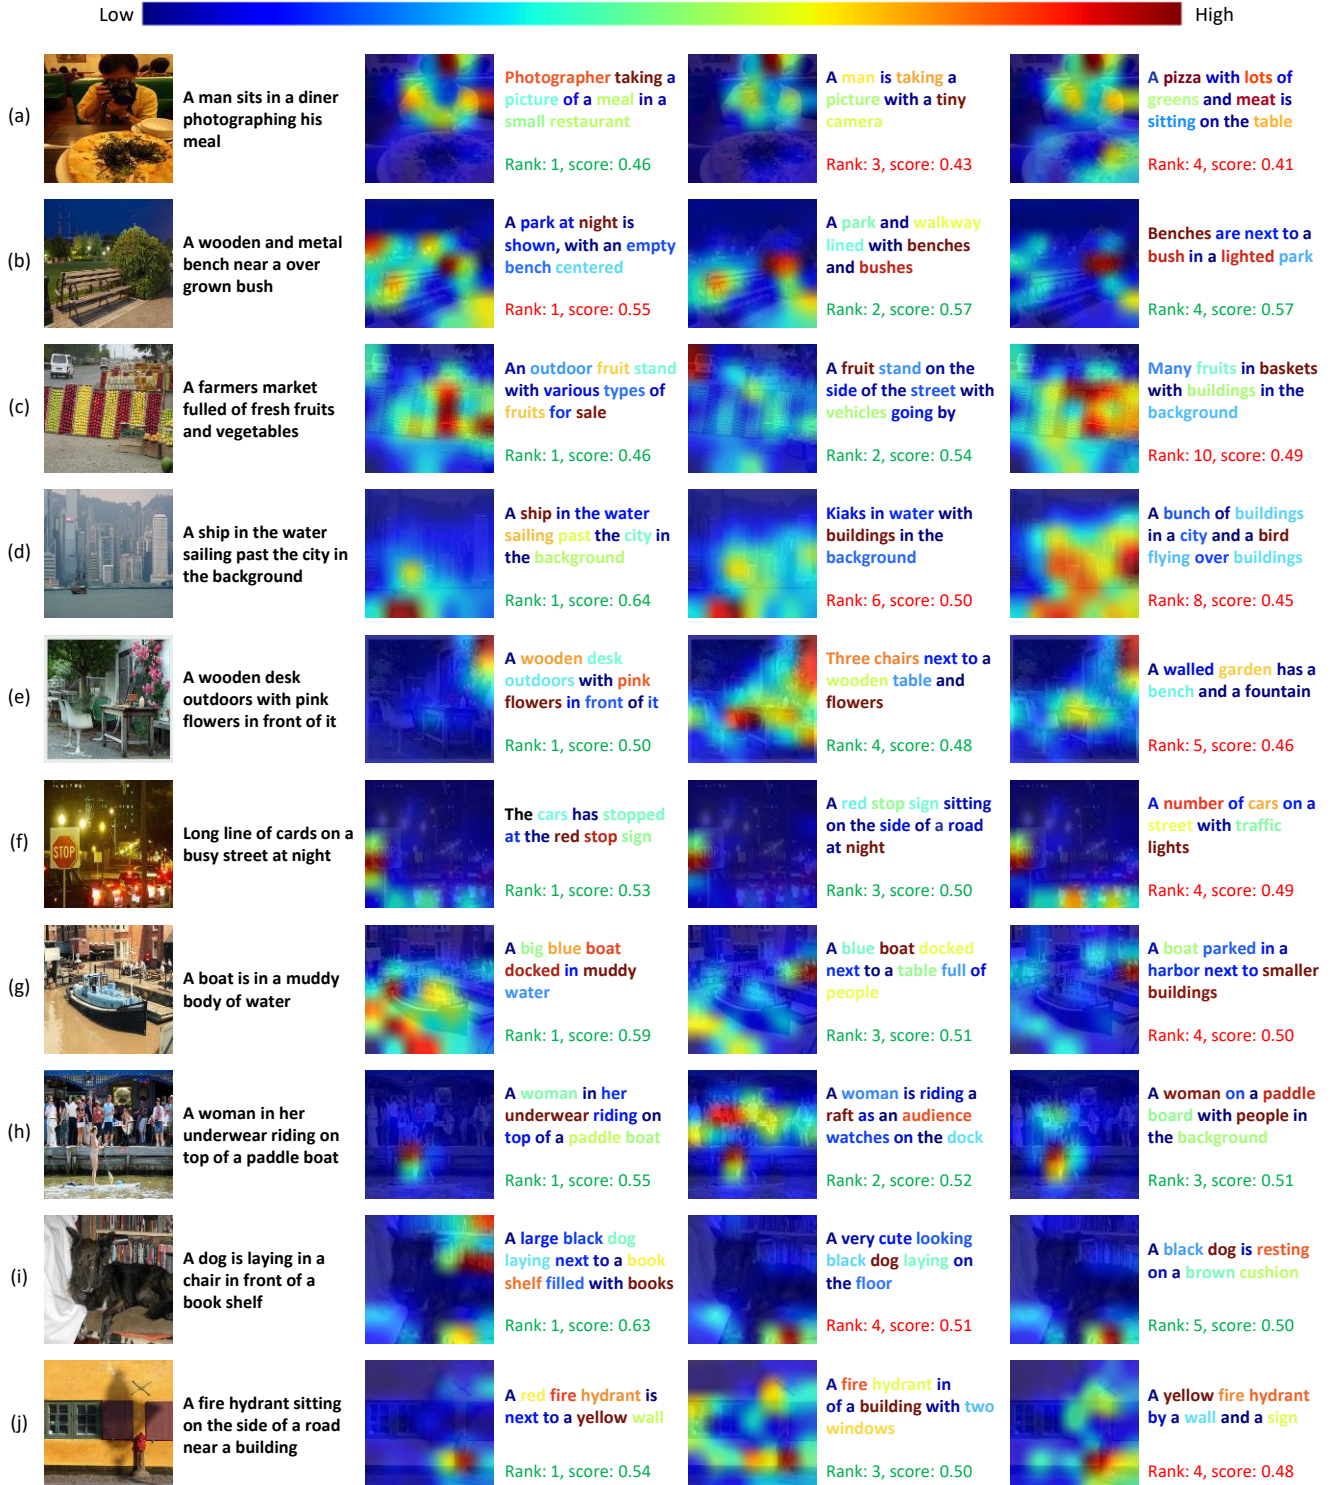 Low High
(a)
A man sits in a diner
photographing his
meal
Photographer taking a
picture of a meal in a
small restaurant
Rank: 1, score: 0.46
A man is taking a
picture with a tiny
camera
Rank: 3, score: 0.43
A pizza with lots of
greens and meat is
sitting on the table
Rank: 4, score: 0.41
(b)
A wooden and metal
bench near a over
grown bush
A park at night is
shown, with an empty
bench centered
Rank: 1, score: 0.55
A park and walkway
lined with benches
and bushes
Rank: 2, score: 0.57
Benches are next to a
bush in a lighted park
Rank: 4, score: 0.57
(c)
A farmers market
fulled of fresh fruits
and vegetables
An outdoor fruit stand
with various types of
fruits for sale
Rank: 1, score: 0.46
A fruit stand on the
side of the street with
vehicles going by
Rank: 2, score: 0.54
Many fruits in baskets
with buildings in the
background
Rank: 10, score: 0.49
(d)
A ship in the water
sailing past the city in
the background
A ship in the water
sailing past the city in
the background
Rank: 1, score: 0.64
Kiaks in water with
buildings in the
background
Rank: 6, score: 0.50
A bunch of buildings
in a city and a bird
flying over buildings
Rank: 8, score: 0.45
(e)
A wooden desk
outdoors with pink
flowers in front of it
A wooden desk
outdoors with pink
flowers in front of it
Rank: 1, score: 0.50
Three chairs next to a
wooden table and
flowers
Rank: 4, score: 0.48
A walled garden has a
bench and a fountain
Rank: 5, score: 0.46
(f)
STOP
Long line of cards on a
busy street at night
The cars has stopped
at the red stop sign
Rank: 1, score: 0.53
A red stop sign sitting
on the side of a road
at night
Rank: 3, score: 0.50
A number of cars on a
street with traffic
lights
Rank: 4, score: 0.49
(g)
A boat is in a muddy
body of water
A big blue boat
docked in muddy
water
Rank: 1, score: 0.59
A blue boat docked
next to a table full of
people
Rank: 3, score: 0.51
A boat parked in a
harbor next to smaller
buildings
Rank: 4, score: 0.50
(h)
A woman in her
underwear riding on
top of a paddle boat
A woman in her
underwear riding on
top of a paddle boat
Rank: 1, score: 0.55
A woman is riding a
raft as an audience
watches on the dock
Rank: 2, score: 0.52
A woman on a paddle
board with people in
the background
Rank: 3, score: 0.51
(i)
A dog is laying in a
chair in front of a
book shelf
A large black dog
laying next to a book
shelf filled with books
Rank: 1, score: 0.63
A very cute looking
black dog laying on
the floor
Rank: 4, score: 0.51
A black dog is resting
on a brown cushion
Rank: 5, score: 0.50
(j)
A fire hydrant sitting
on the side of a road
near a building
A red fire hydrant is
next to a yellow wall
Rank: 1, score: 0.54
A fire hydrant in
of a building with two
windows
Rank: 3, score: 0.50
A yellow fire hydrant
by a wall and a sign
Rank: 4, score: 0.48